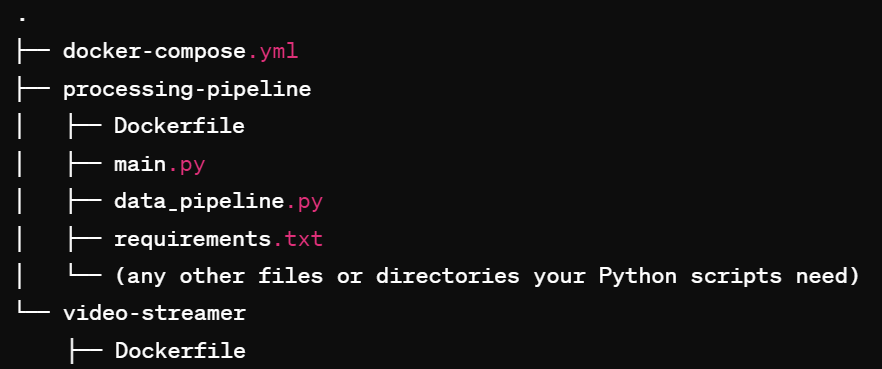 .
├── docker-compose.yml
├── processing-pipeline
│   ├── Dockerfile
│   ├── main.py
│   ├── data_pipeline.py
│   ├── requirements.txt
│   └── (any other files or directories your Python scripts need)
└── video-streamer
    ├── Dockerfile